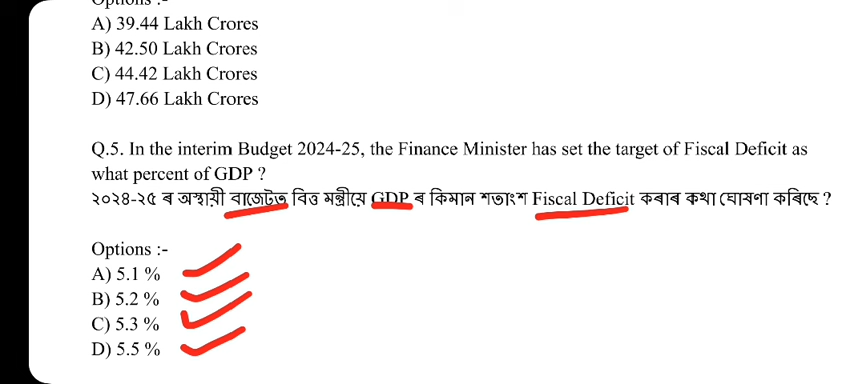 Options :-
A) 39.44 Lakh Crores
B) 42.50 Lakh Crores
C) 44.42 Lakh Crores
D) 47.66 Lakh Crores
Q.5. In the interim Budget 2024-25, the Finance Minister has set the target of Fiscal Deficit as
what percent of GDP ?
২০২৪-২৫ ৰ অস্থায়ী বাজেটত বিত্ত মন্ত্ৰীয়ে GDP ৰ কিমান শতাংশ Fiscal Deficit কৰাৰ কথা ঘোষণা কৰিছে ?
Options :-
A) 5.1 %
B) 5.2 %
C) 5.3 %
D) 5.5 %